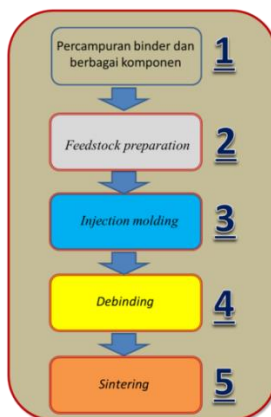 Percampuran binder dan
berbagai komponen
1
Feedstock preparation
2
Injection molding
3
Debinding
4
Sintering
5